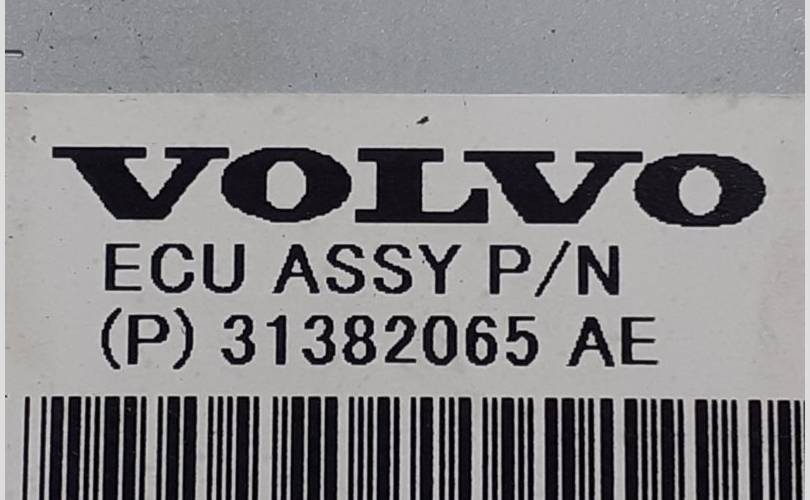 VOLVO
ECU ASSY P/N
(P) 31382065 AE